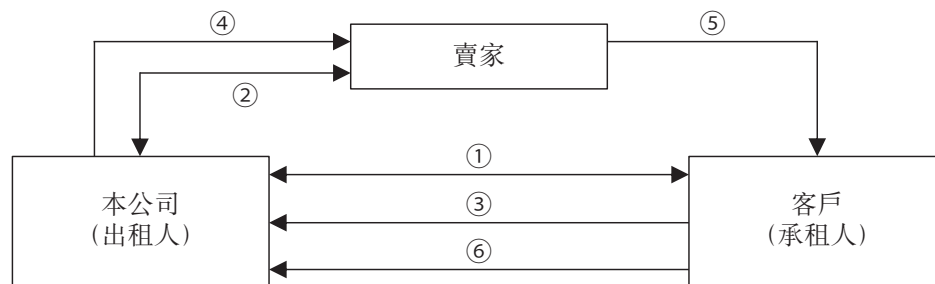 ④
⑤
賣家
②
①
本公司
(出租人)
客戶
(承租人)
③
⑥